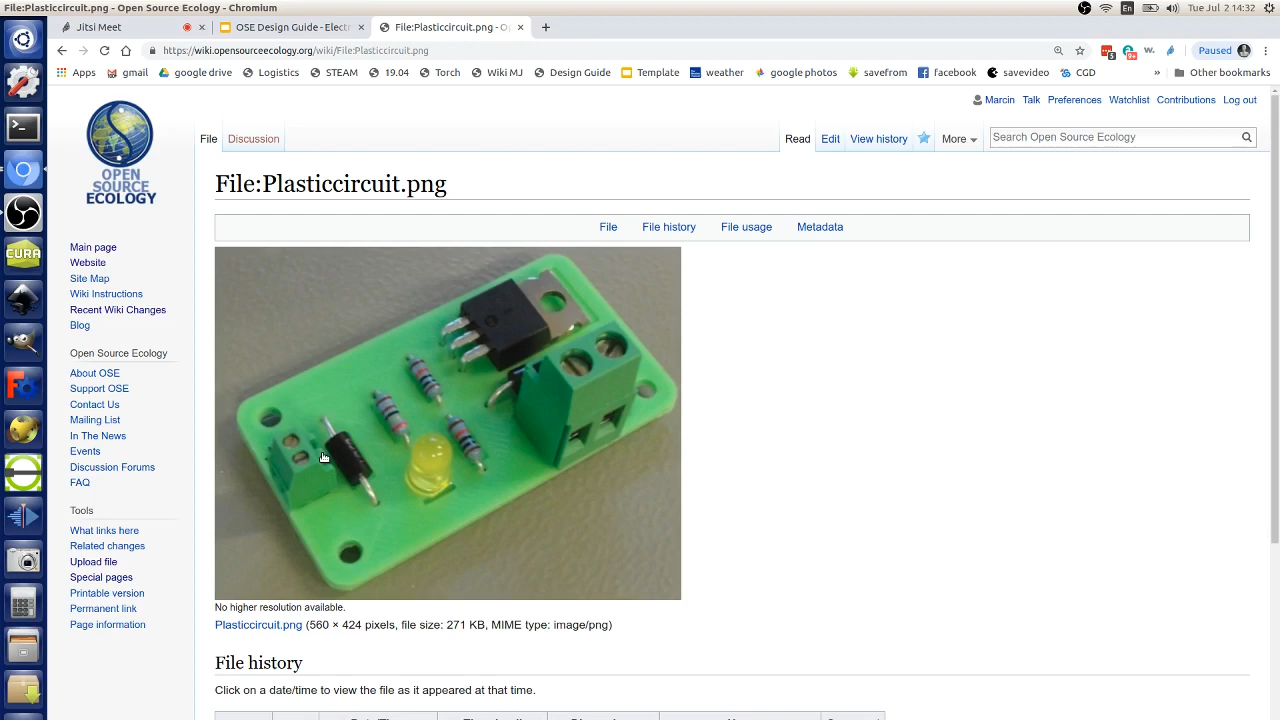 File:Plasticcircuit.png - Open Source Ecology - Chromium
En
Tue Jul 2 14:32
Jitsi Meet
OSE Design Guide - Elect
File:Plasticcircuit.png - O
https://wiki.opensourceecology.org/wiki/File:Plasticcircuit.png
Paused
Apps
gmail
google drive
Logistics
STEAM
19.04
Torch
Wiki MJ
Design Guide
Template
weather
google photos
savefrom
facebook
savevideo
CGD
»
Other bookmarks
Marcin
Talk
Preferences
Watchlist
Contributions
Log out
File
Discussion
Read
Edit
View history
More
Search Open Source Ecology
OPEN
SOURCE
ECOLOGY
File:Plasticcircuit.png
File
File history
File usage
Metadata
Main page
Website
Site Map
Wiki Instructions
Recent Wiki Changes
Blog
Open Source Ecology
About OSE
Support OSE
Contact Us
Mailing List
In The News
Events
Discussion Forums
FAQ
Tools
What links here
Related changes
Upload file
Special pages
Printable version
Permanent link
Page information
CURA
No higher resolution available.
Plasticcircuit.png (560 × 424 pixels, file size: 271 KB, MIME type: image/png)
File history
Click on a date/time to view the file as it appeared at that time.